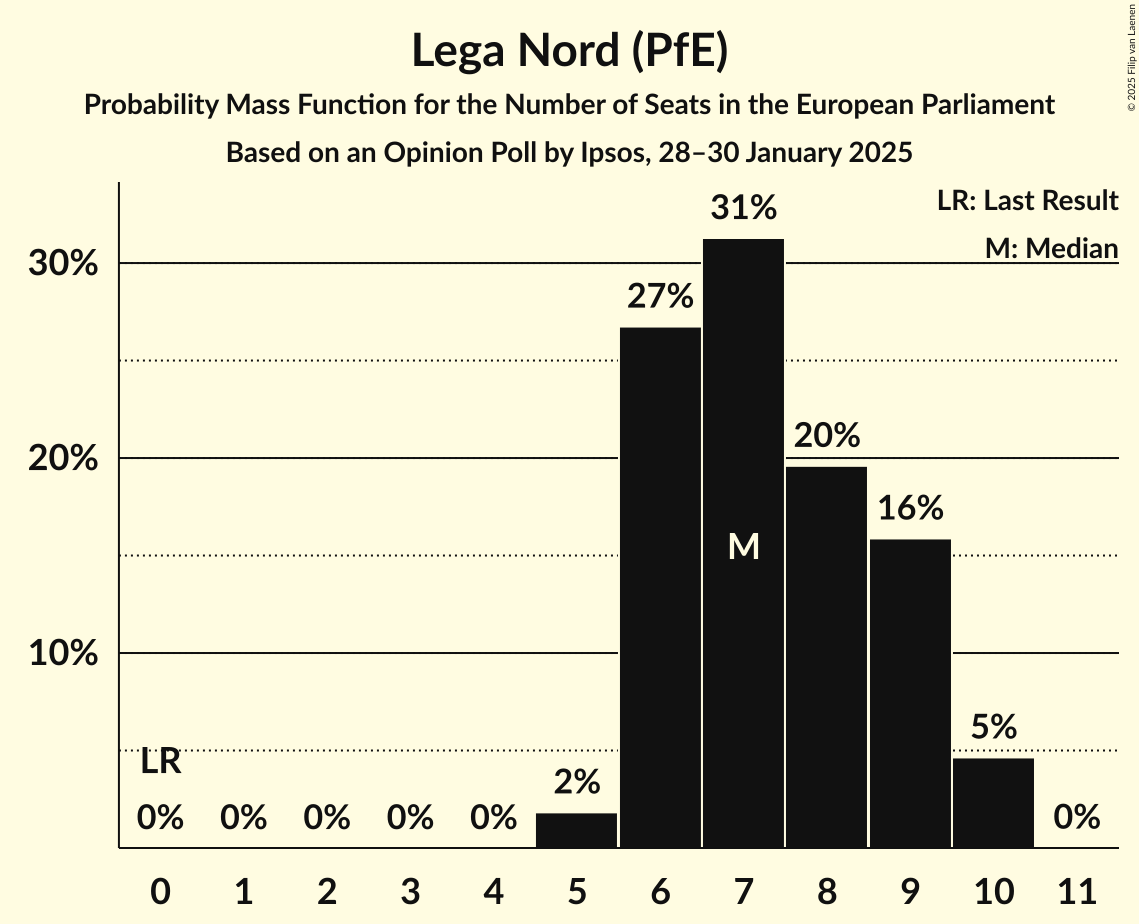 Lega Nord (PfE)
Probability Mass Function for the Number of Seats in the European Parliament
Based on an Opinion Poll by Ipsos, 28–30 January 2025
© 2025 Filip van Laenen
LR: Last Result
M: Median
30%
20%
10%
LR
0%
0%
0%
0%
0%
2%
27%
31%
M
20%
16%
5%
0%
0 1 2 3 4 5 6 7 8 9 10 11